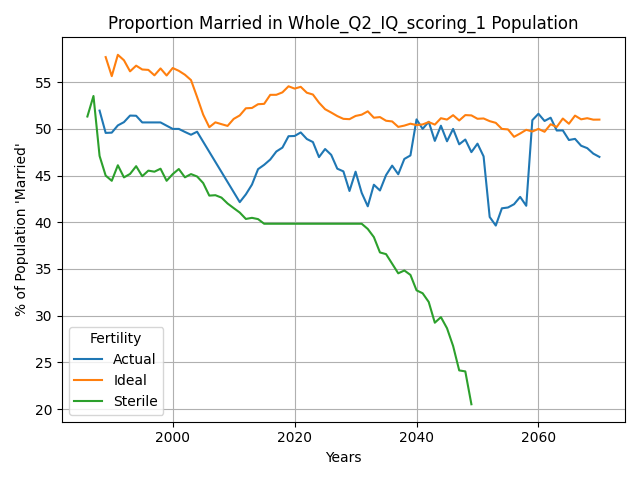 Proportion Married in Whole_Q2_IQ_scoring_1 Population
% of Population 'Married'
55
50
45
40
35
30
25
20
Fertility
Actual
Ideal
Sterile
2000
2020
2040
2060
Years